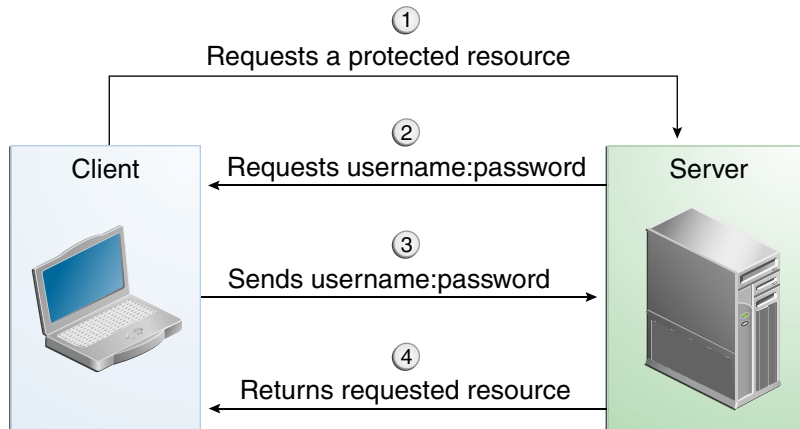 1
Requests a protected resource
2
Client
Requests username:password
Server
3
Sends username:password
4
Returns requested resource